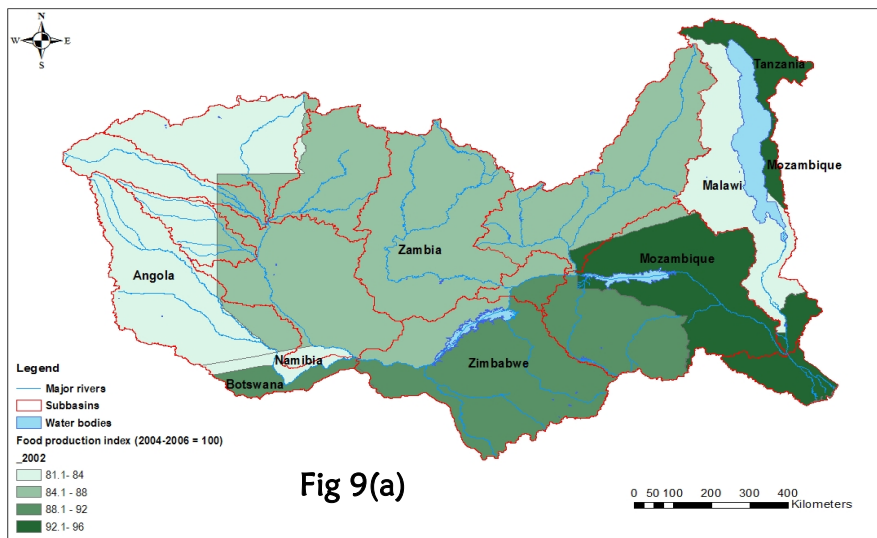 N
W E
S
Tanzania
Mozambique
Malawi
Zambia
Mozambique
Angola
Namibia
Zimbabwe
Botswana
Legend
Major rivers
Subbasins
Water bodies
Food production index (2004-2006 = 100)
_2002
81.1- 84
84.1 - 88
88.1 - 92
92.1- 96
Fig 9(a)
0 50 100 200 300 400
Kilometers